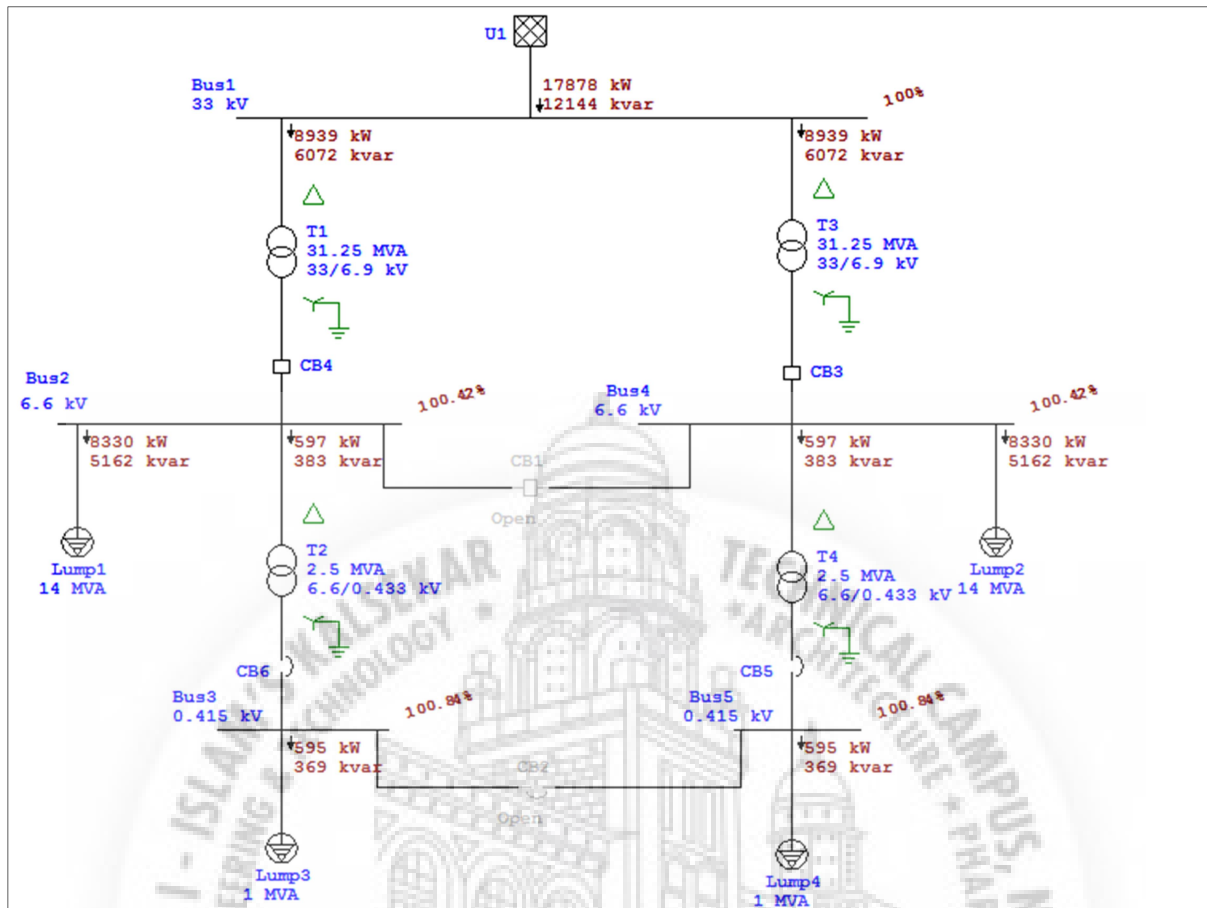 U1
17878 kW
12144 kvar
Bus1
33 kV
100%
8939 kW
6072 kvar
8939 kW
6072 kvar
T1
31.25 MVA
33/6.9 kV
T3
31.25 MVA
33/6.9 kV
CB4
CB3
Bus2
6.6 kV
100.42%
Bus4
6.6 kV
100.42%
8330 kW
5162 kvar
597 kW
383 kvar
597 kW
383 kvar
8330 kW
5162 kvar
CB1
Open
T2
2.5 MVA
6.6/0.433 kV
T4
2.5 MVA
6.6/0.433 kV
Lump1
14 MVA
Lump2
14 MVA
CB6
CB5
Bus3
0.415 kV
100.84%
Bus5
0.415 kV
100.84%
595 kW
369 kvar
595 kW
369 kvar
CB2
Open
Lump3
1 MVA
Lump4
1 MVA
I - ISLAM'S KALSEKAR TECHNICAL CAMPUS,
& TECHNOLOGY * * ARCHITECTURE *